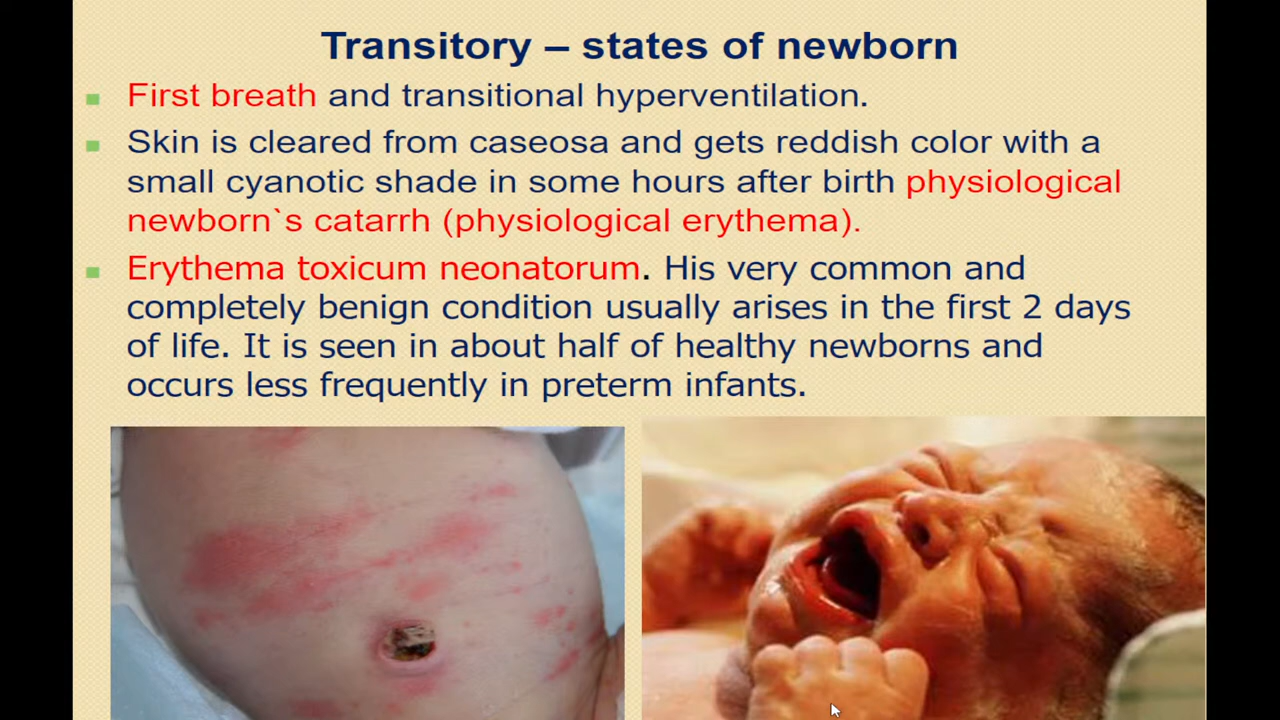 Transitory – states of newborn
First breath and transitional hyperventilation.
Skin is cleared from caseosa and gets reddish color with a
small cyanotic shade in some hours after birth physiological
newborn`s catarrh (physiological erythema).
Erythema toxicum neonatorum. His very common and
completely benign condition usually arises in the first 2 days
of life. It is seen in about half of healthy newborns and
occurs less frequently in preterm infants.